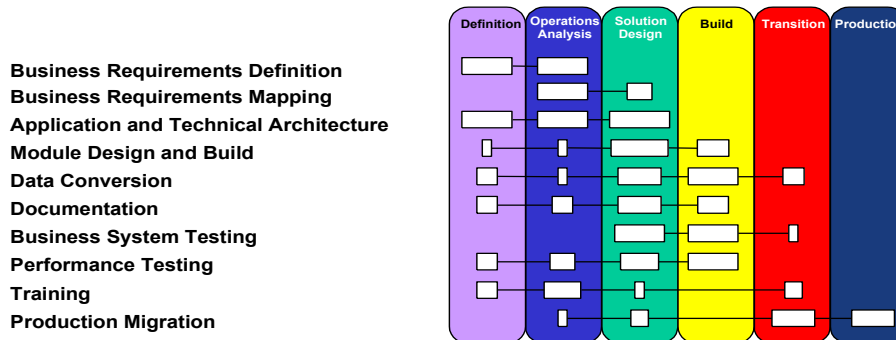 Definition
Operations
Analysis
Solution
Design
Build
Transition
Productio
Business Requirements Definition
Business Requirements Mapping
Application and Technical Architecture
Module Design and Build
Data Conversion
Documentation
Business System Testing
Performance Testing
Training
Production Migration